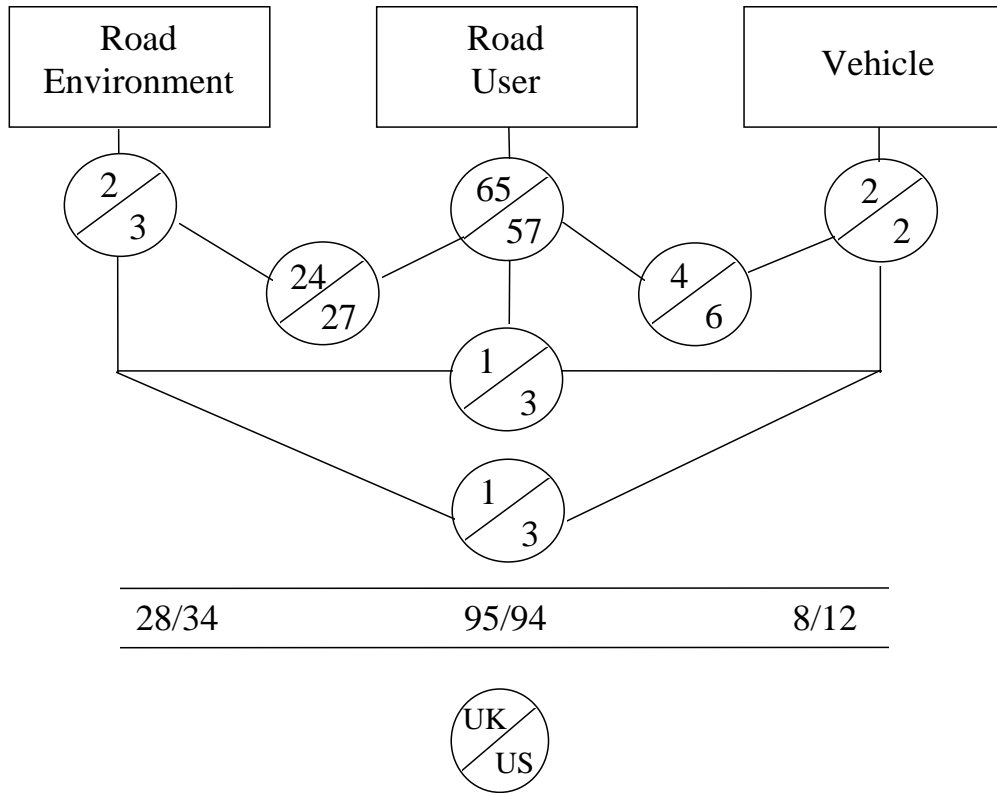 Road
Environment
Road
User
Vehicle
2
3
65
57
2
2
24
27
4
6
1
3
1
3
28/34 95/94 8/12
UK
US